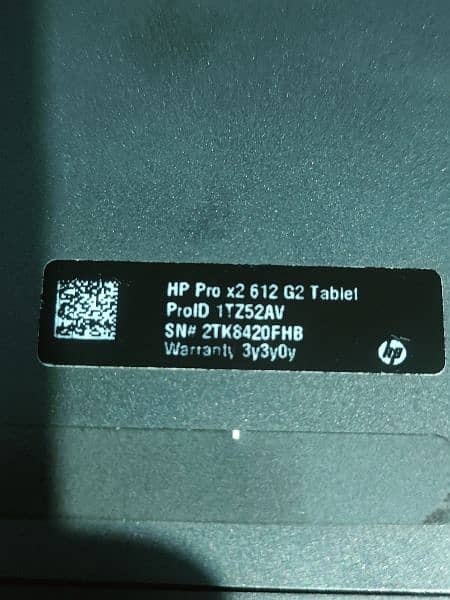 HP Pro x2 612 G2 Tablet
ProID 1TZ52AV
SN# 2TK8420FHB
Warranty 3y3y0y
hp